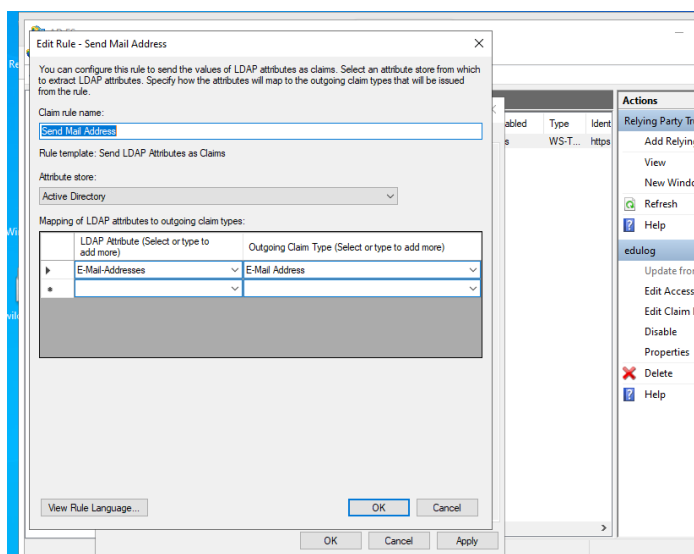 Edit Rule - Send Mail Address
You can configure this rule to send the values of LDAP attributes as claims. Select an attribute store from which
to extract LDAP attributes. Specify how the attributes will map to the outgoing claim types that will be issued
from the rule.
Claim rule name:
Send Mail Address
Rule template: Send LDAP Attributes as Claims
Attribute store:
Active Directory
Mapping of LDAP attributes to outgoing claim types:
LDAP Attribute (Select or type to
add more)
Outgoing Claim Type (Select or type to add more)
E-Mail-Addresses
E-Mail Address
View Rule Language...
OK
Cancel
OK
Cancel
Apply
abled
Type
Ident
s
WS-T...
https
Actions
Relying Party Tr
Add Relying
View
New Windo
Refresh
Help
edulog
Update from
Edit Access
Edit Claim
Disable
Properties
Delete
Help